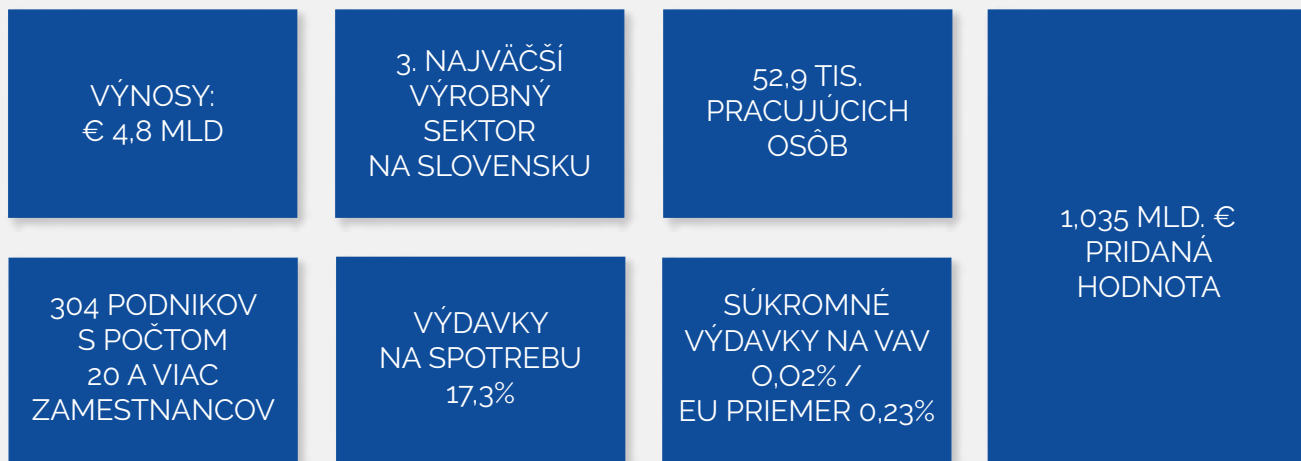 VÝNOSY:
€ 4,8 MLD
3. NAJVÄČŠÍ
VÝROBNÝ
SEKTOR
NA SLOVENSKU
52,9 TIS.
PRACUJÚCICH
OSÔB
1,035 MLD. €
PRIDANÁ
HODNOTA
304 PODNIKOV
S POČTOM
20 A VIAC
ZAMESTNANCOV
VÝDAVKY
NA SPOTREBU
17,3%
SÚKROMNÉ
VÝDAVKY NA VAV
0,02% /
EU PRIEMER 0,23%